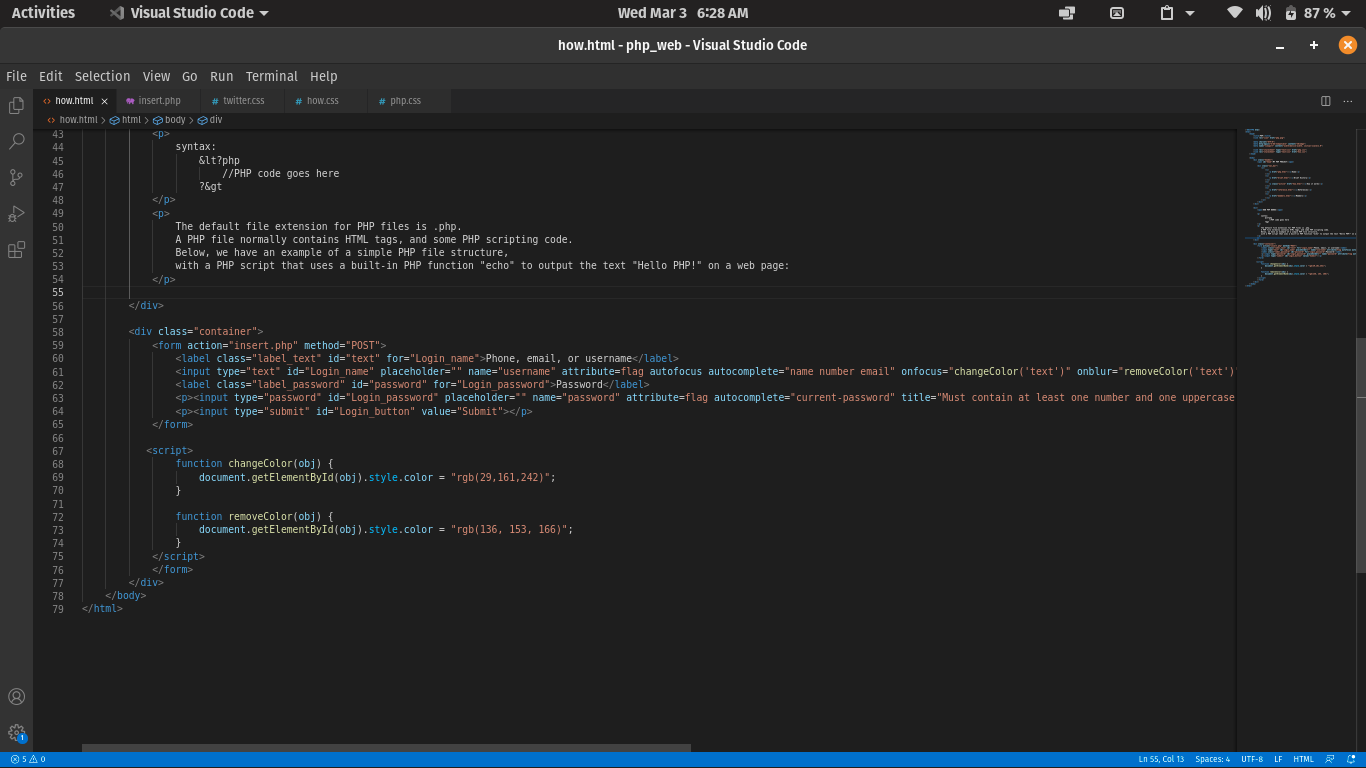 Activities
Visual Studio Code
Wed Mar 3 6:28 AM
87 %
how.html - php_web - Visual Studio Code
File Edit Selection View Go Run Terminal Help
how.html
insert.php
twitter.css
how.css
php.css
how.html > html > body > div
43 <p>
44 syntax:
45 &lt?php
46 //PHP code goes here
47 ?&gt
48 </p>
49 <p>
50 The default file extension for PHP files is .php.
51 A PHP file normally contains HTML tags, and some PHP scripting code.
52 Below, we have an example of a simple PHP file structure,
53 with a PHP script that uses a built-in PHP function "echo" to output the text "Hello PHP!" on a web page:
54 </p>
55
56 </div>
57
58 <div class="container">
59 <form action="insert.php" method="POST">
60 <label class="label_text" id="text" for="Login_name">Phone, email, or username</label>
61 <input type="text" id="Login_name" placeholder="" name="username" attribute=flag autofocus autocomplete="name number email" onfocus="changeColor('text')" onblur="removeColor('text')
62 <label class="label_password" id="password" for="Login_password">Password</label>
63 <p><input type="password" id="Login_password" placeholder="" name="password" attribute=flag autocomplete="current-password" title="Must contain at least one number and one uppercase
64 <p><input type="submit" id="Login_button" value="Submit"></p>
65 </form>
66
67 <script>
68 function changeColor(obj) {
69 document.getElementById(obj).style.color = "rgb(29,161,242)";
70 }
71
72 function removeColor(obj) {
73 document.getElementById(obj).style.color = "rgb(136, 153, 166)";
74 }
75 </script>
76 </form>
77 </div>
78 </body>
79 </html>
1
5 0
Ln 55, Col 13 Spaces: 4 UTF-8 LF HTML